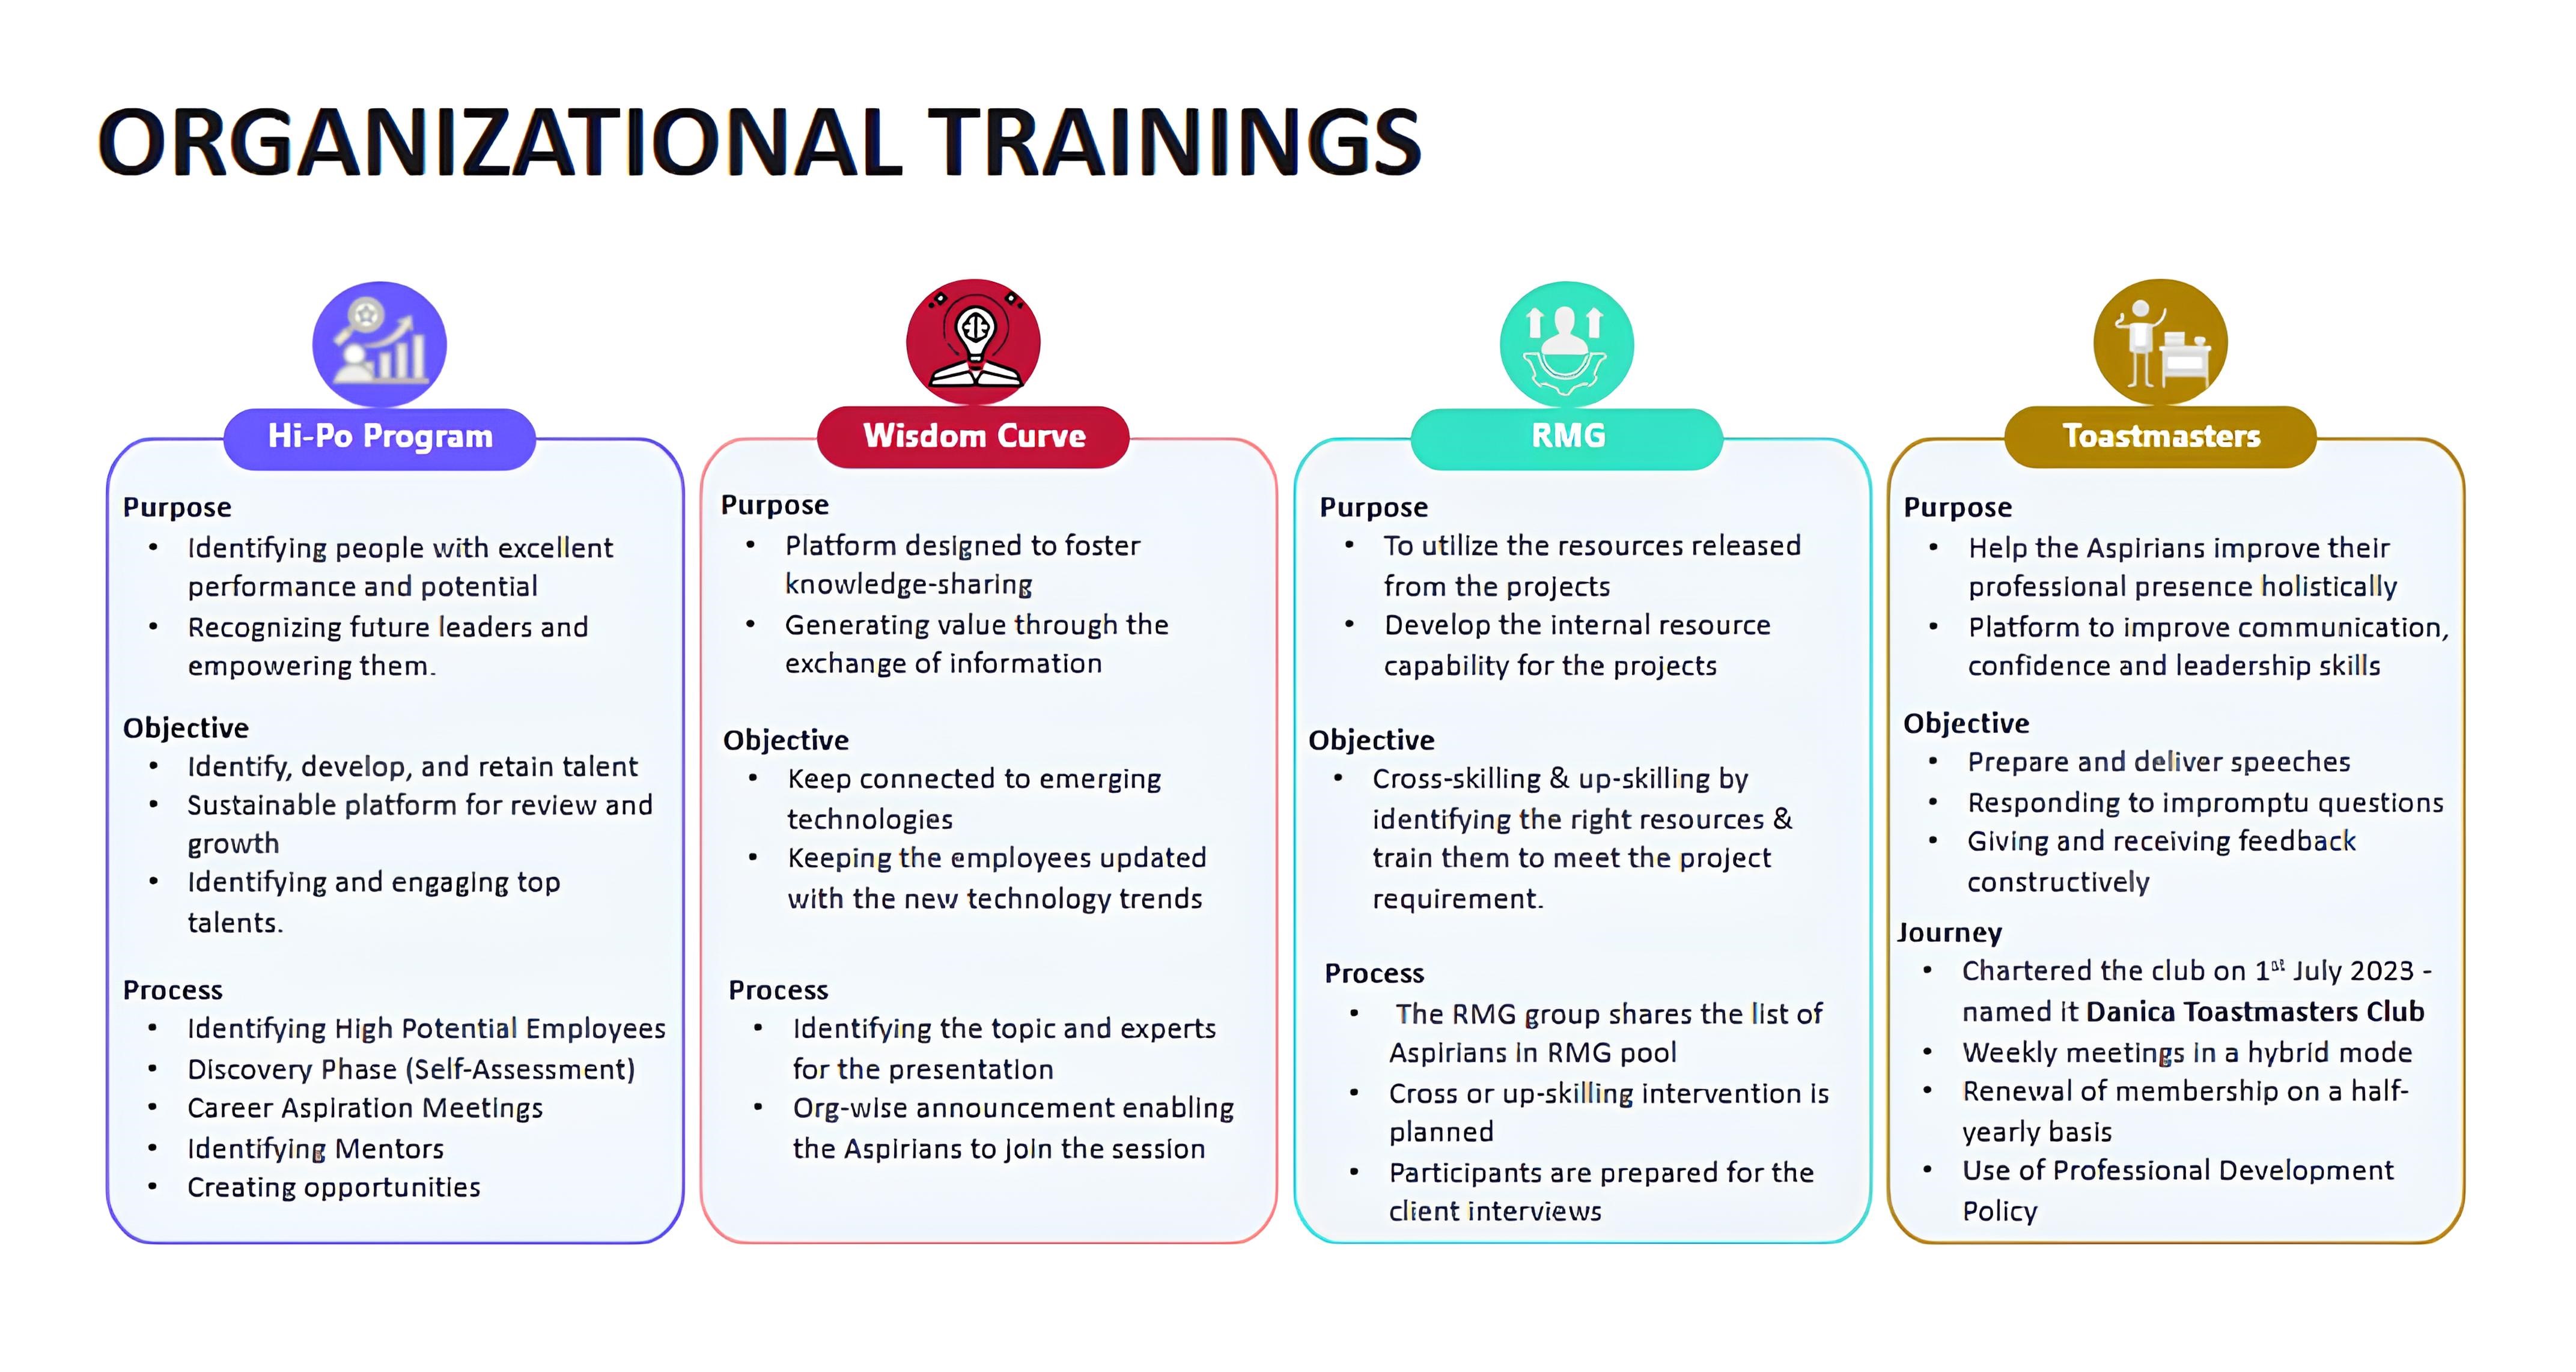 ORGANIZATIONAL TRAININGS
Hi-Po Program
Purpose
• Identifying people with excellent
performance and potential
• Recognizing future leaders and
empowering them.
Objective
• Identify, develop, and retain talent
• Sustainable platform for review and
growth
• Identifying and engaging top
talents.
Process
• Identifying High Potential Employees
• Discovery Phase (Self-Assessment)
• Career Aspiration Meetings
• Identifying Mentors
• Creating opportunities
Wisdom Curve
Purpose
• Platform designed to foster
knowledge-sharing
• Generating value through the
exchange of information
Objective
• Keep connected to emerging
technologies
• Keeping the employees updated
with the new technology trends
Process
• Identifying the topic and experts
for the presentation
• Org-wise announcement enabling
the Aspirians to join the session
RMG
Purpose
• To utilize the resources released
from the projects
• Develop the internal resource
capability for the projects
Objective
• Cross-skilling & up-skilling by
identifying the right resources &
train them to meet the project
requirement.
Process
• The RMG group shares the list of
Aspirians in RMG pool
• Cross or up-skilling intervention is
planned
• Participants are prepared for the
client interviews
Toastmasters
Purpose
• Help the Aspirians improve their
professional presence holistically
• Platform to improve communication,
confidence and leadership skills
Objective
• Prepare and deliver speeches
• Responding to impromptu questions
• Giving and receiving feedback
constructively
Journey
• Chartered the club on 1st July 2023 -
named it Danica Toastmasters Club
• Weekly meetings in a hybrid mode
• Renewal of membership on a half-
yearly basis
• Use of Professional Development
Policy